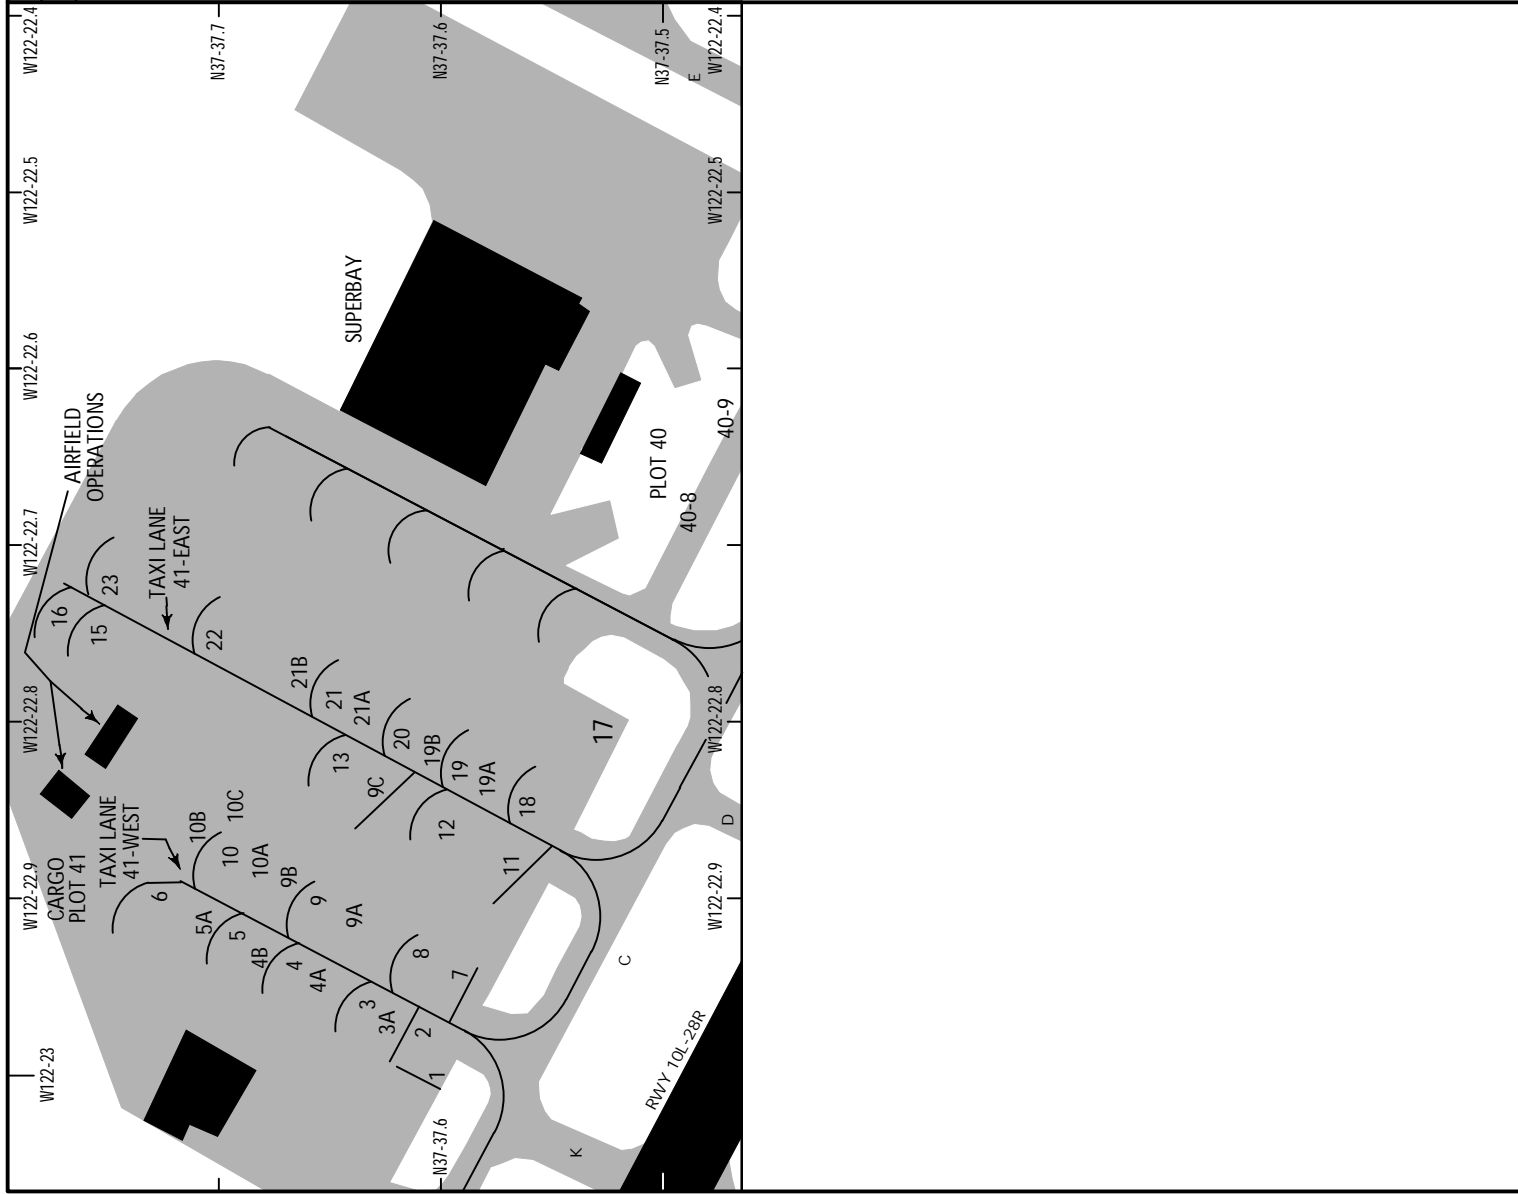 W122-22.4
N37-37.7
N37-37.6
N37-37.5
W122-22.4
E
W122-22.5
W122-22.5
SUPERBAY
W122-22.6
AIRFIELD
OPERATIONS
PLOT 40
40-9
40-8
W122-22.7
TAXI LANE
41-EAST
16
23
15
22
21B
21
21A
20
19B
19
19A
18
17
W122-22.8
W122-22.8
13
9C
12
11
D
CARGO
PLOT 41
TAXI LANE
41-WEST
10B
10C
10
10A
9B
9
9A
8
7
6
5A
5
4B
4
4A
3
3A
2
1
W122-22.9
W122-22.9
C
W122-23
RWY 10L-28R
N37-37.6
K